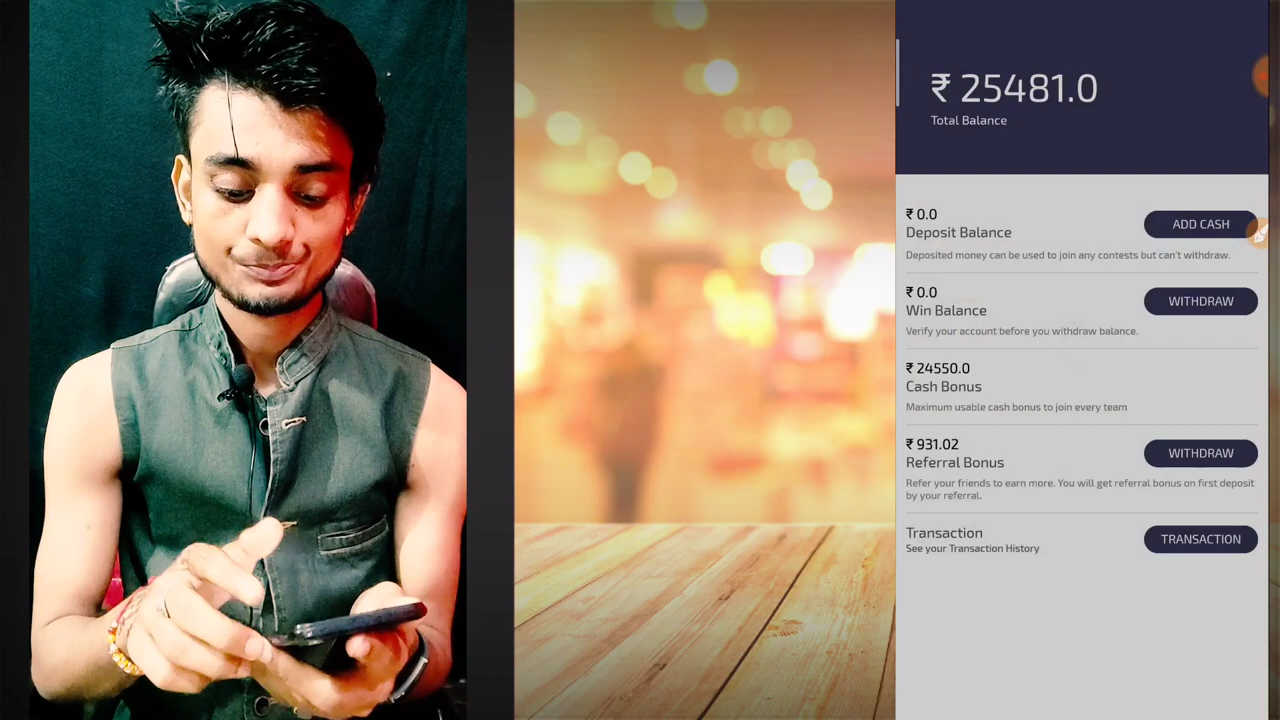 ₹ 25481.0
Total Balance
₹ 0.0
Deposit Balance
ADD CASH
Deposited money can be used to join any contests but can't withdraw.
₹ 0.0
Win Balance
WITHDRAW
Verify your account before you withdraw balance.
₹ 24550.0
Cash Bonus
Maximum usable cash bonus to join every team
₹ 931.02
Referral Bonus
WITHDRAW
Refer your friends to earn more. You will get referral bonus on first deposit
by your referral.
Transaction
See your Transaction History
TRANSACTION